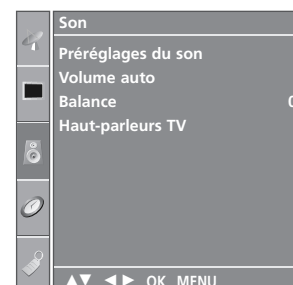 Son
Préréglages du son
Volume auto
Balance 0
Haut-parleurs TV
▲▼ ◄► OK MENU